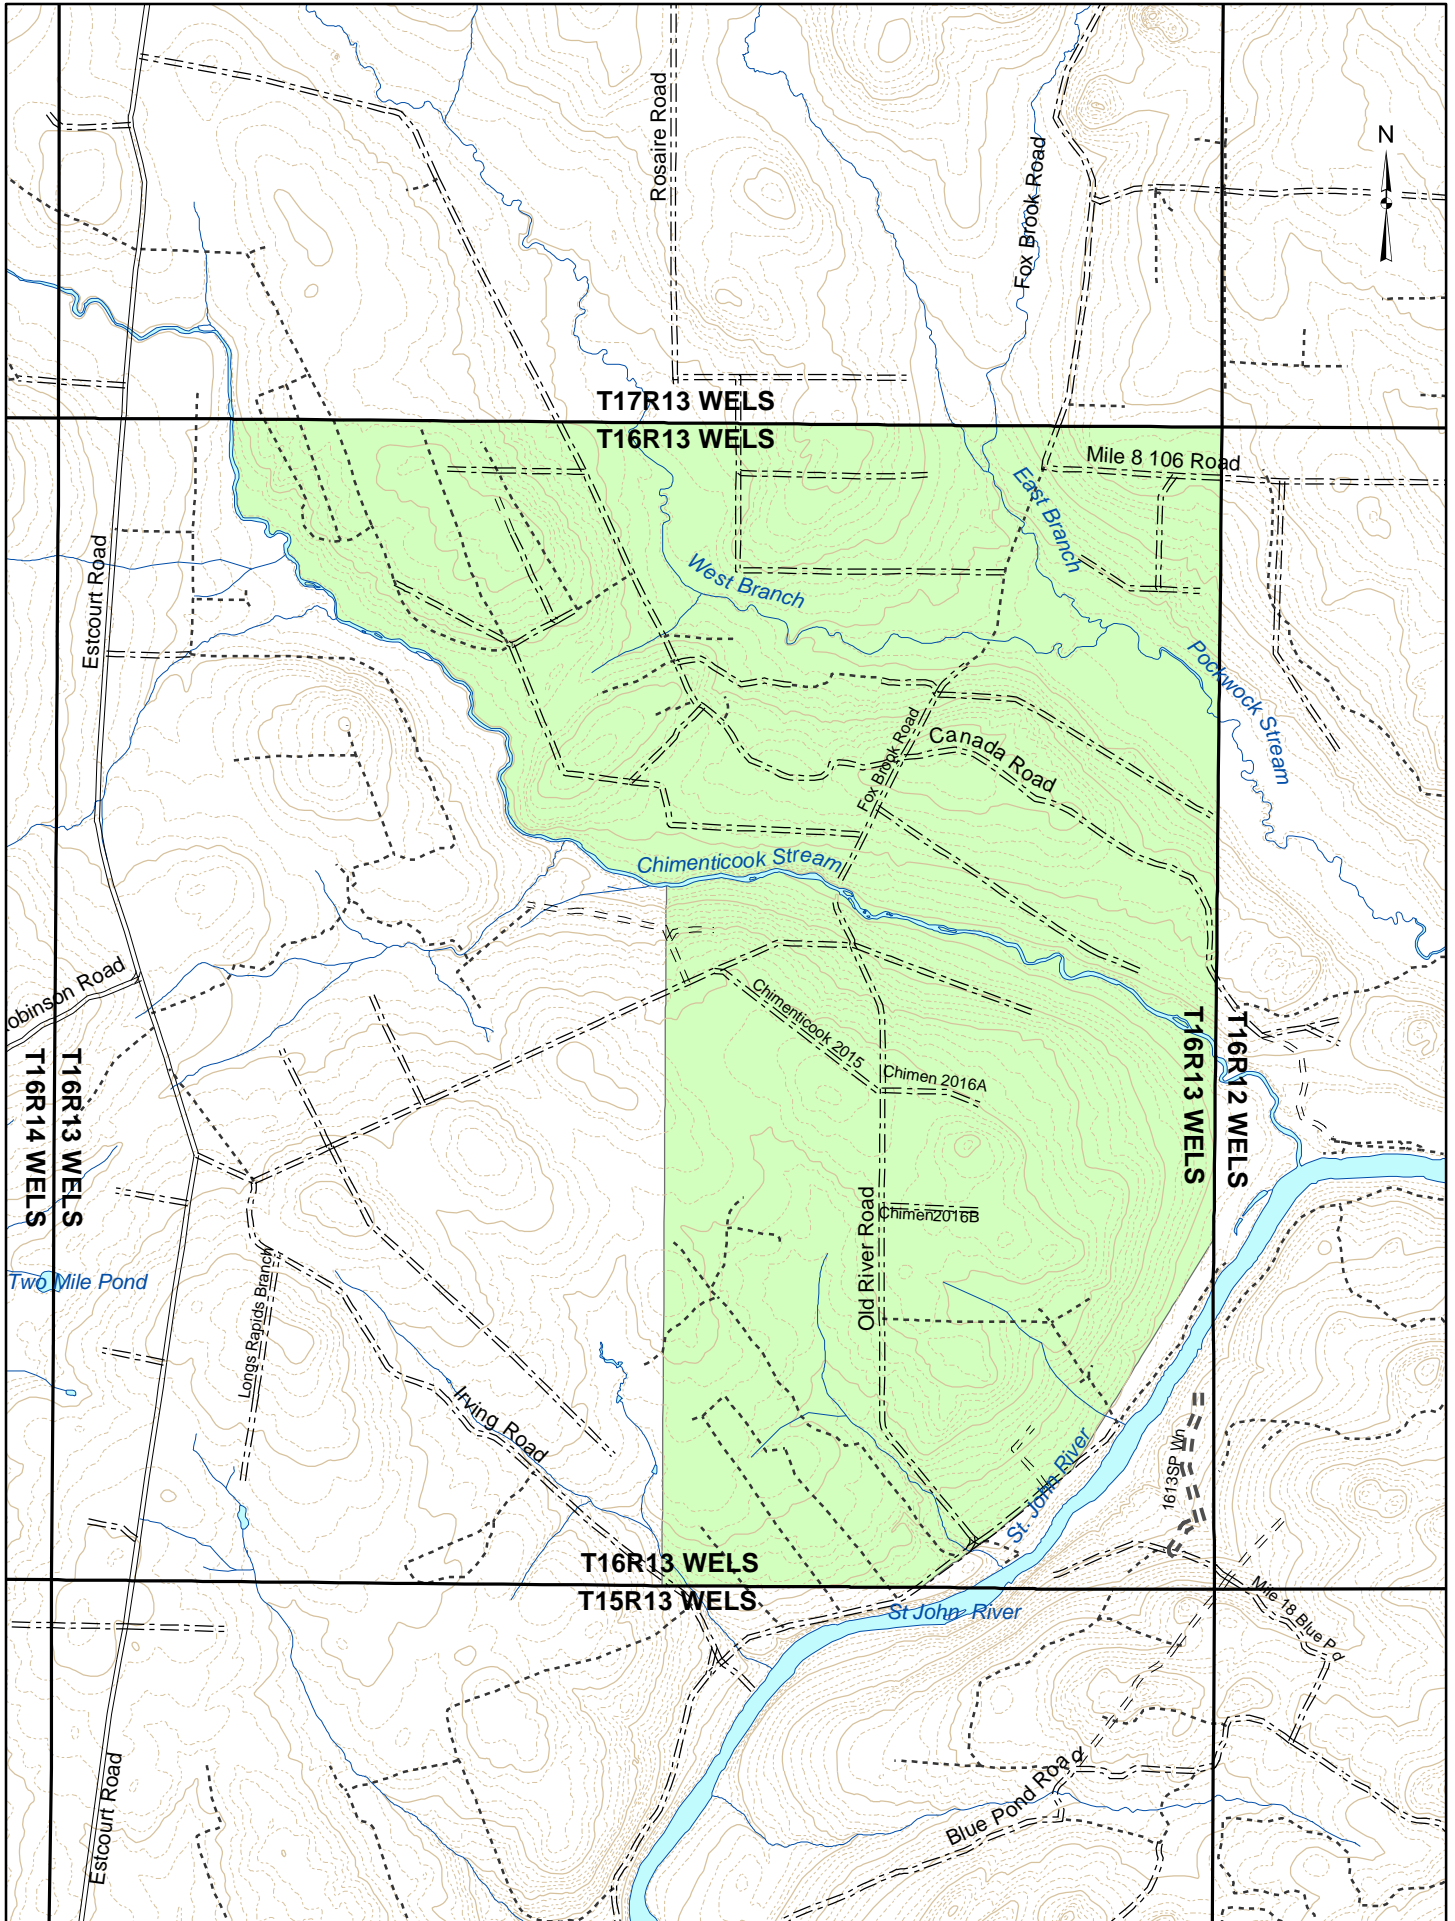 Rosaire Road
Fox Brook Road
N
T17R13 WELS
T16R13 WELS
Mile 8 106 Road
East Branch
West Branch
Estcourt Road
Pockwock Stream
Fox Brook Road
Canada Road
Chimenticook Stream
obinson Road
Chimenticook 2015
Chimen 2016A
T16R14 WELS
T16R13 WELS
T16R13 WELS
T16R12 WELS
Old River Road
Chimen2016B
Two Mile Pond
Longs Rapids Branch
Irving Road
St. John River
1613SP Wn
T16R13 WELS
T15R13 WELS
St John River
Mile 18 Blue Pd
Blue Pond Road
Estcourt Road